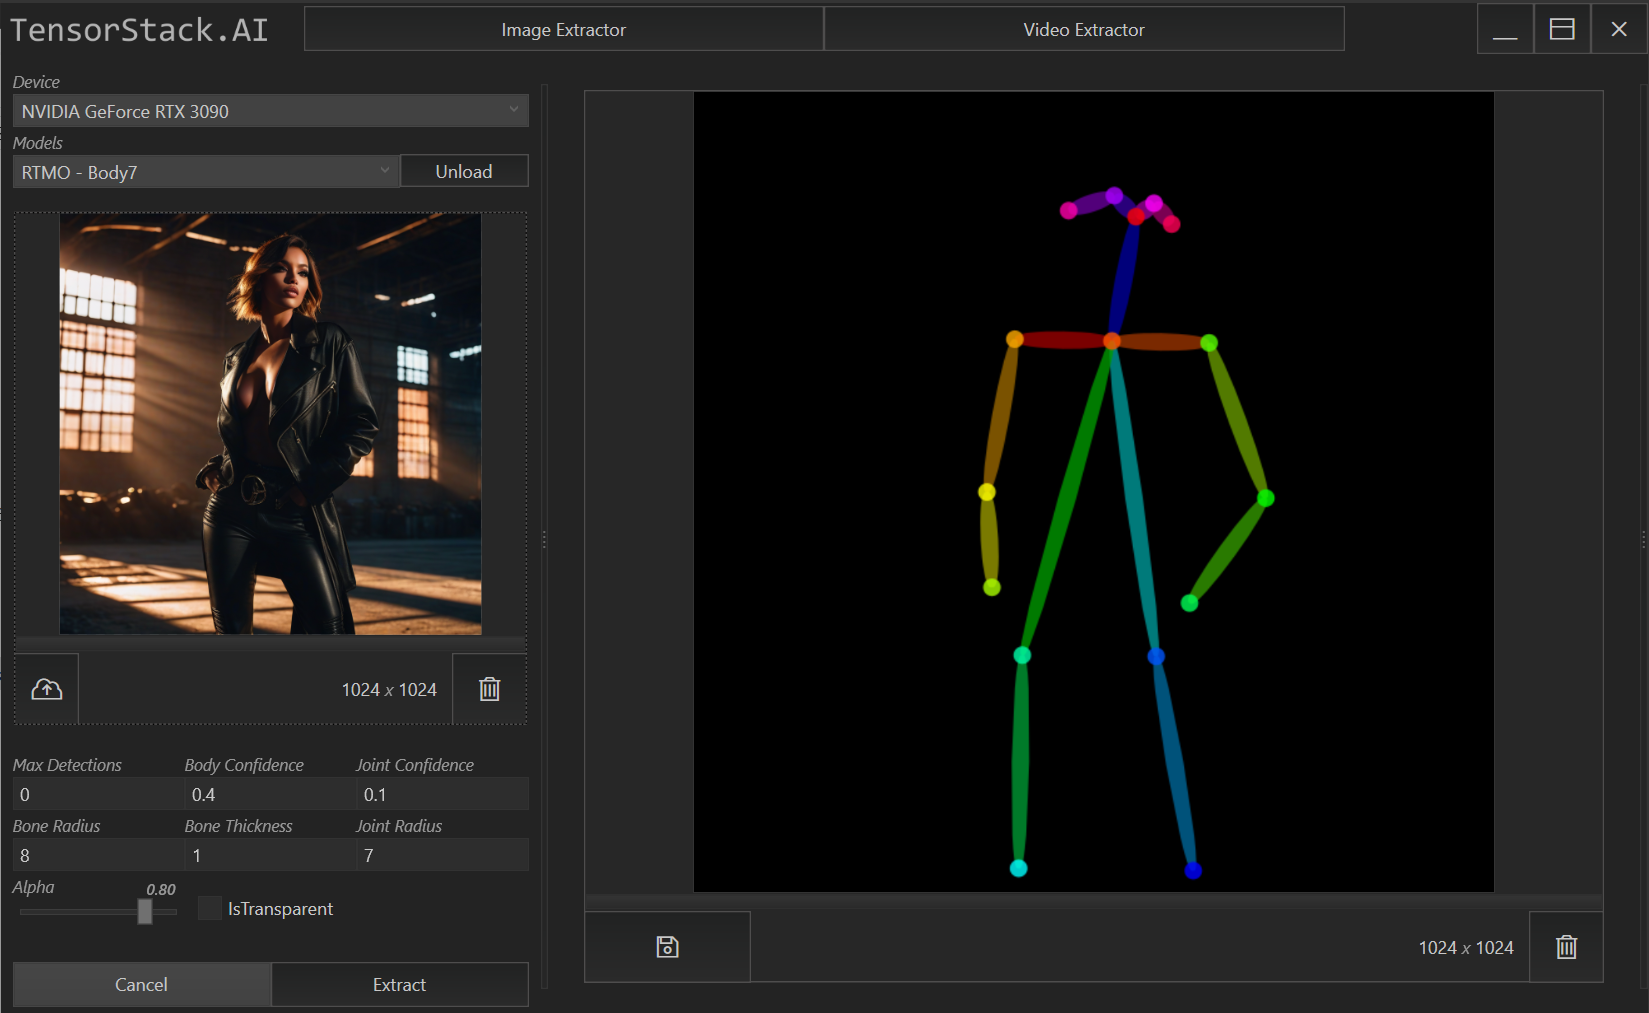 TensorStack.AI
Image Extractor
Video Extractor
Device
NVIDIA GeForce RTX 3090
Models
RTMO - Body7
Unload
1024 x 1024
Max Detections
Body Confidence
Joint Confidence
0
0.4
0.1
Bone Radius
Bone Thickness
Joint Radius
8
1
7
Alpha
0.80
IsTransparent
Cancel
Extract
1024 x 1024